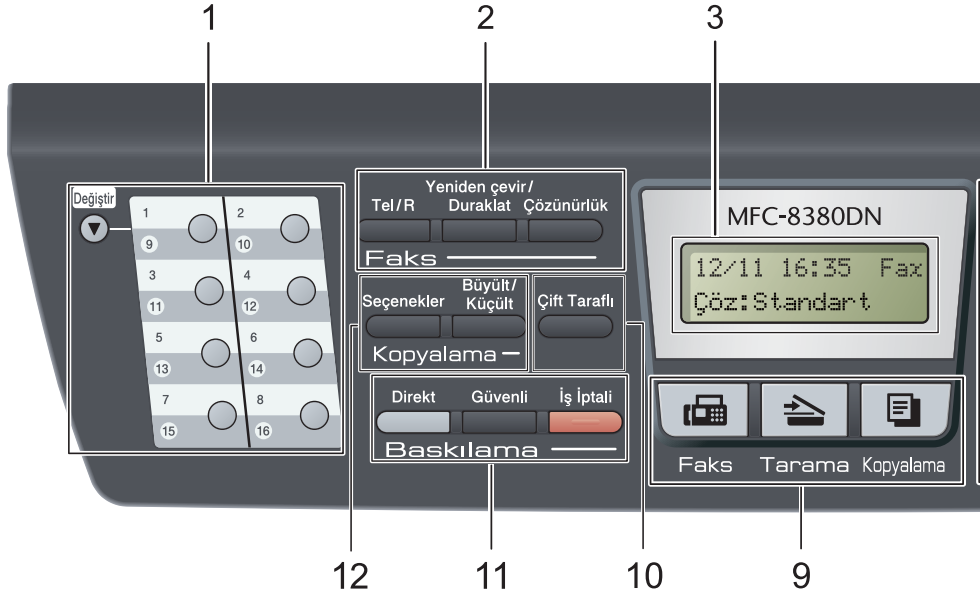 1
2
3
Değiştir
1 2
9 10
3 4
11 12
5 6
13 14
7 8
15 16
Yeniden çevir/
Tel/R Duraklat Çözünürlük
Faks
Büyült/
Seçenekler Küçült
Kopyalama
Çift Taraflı
Direkt Güvenli İş İptali
Baskılama
MFC-8380DN
12/11 16:35 Fax
Çöz:Standart
Faks Tarama Kopyalama
12
11
10
9